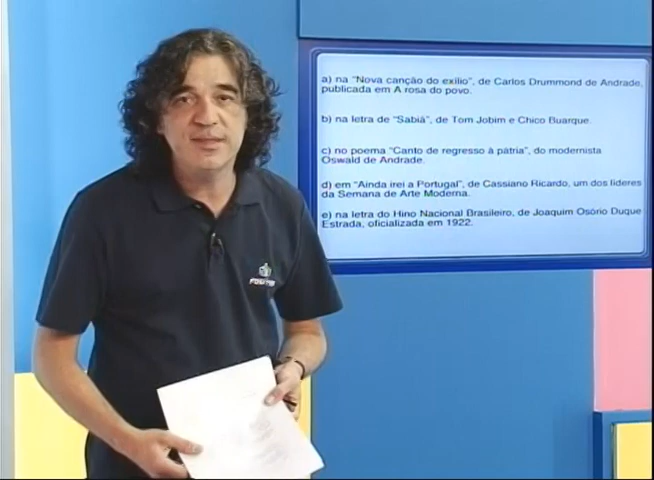 a) na "Nova canção do exílio", de Carlos Drummond de Andrade,
publicada em A rosa do povo.
b) na letra de "Sabiá", de Tom Jobim e Chico Buarque.
c) no poema "Canto de regresso à pátria", do modernista
Oswald de Andrade.
d) em "Ainda irei a Portugal", de Cassiano Ricardo, um dos líderes
da Semana de Arte Moderna.
e) na letra do Hino Nacional Brasileiro, de Joaquim Osório Duque
Estrada, oficializada em 1922.